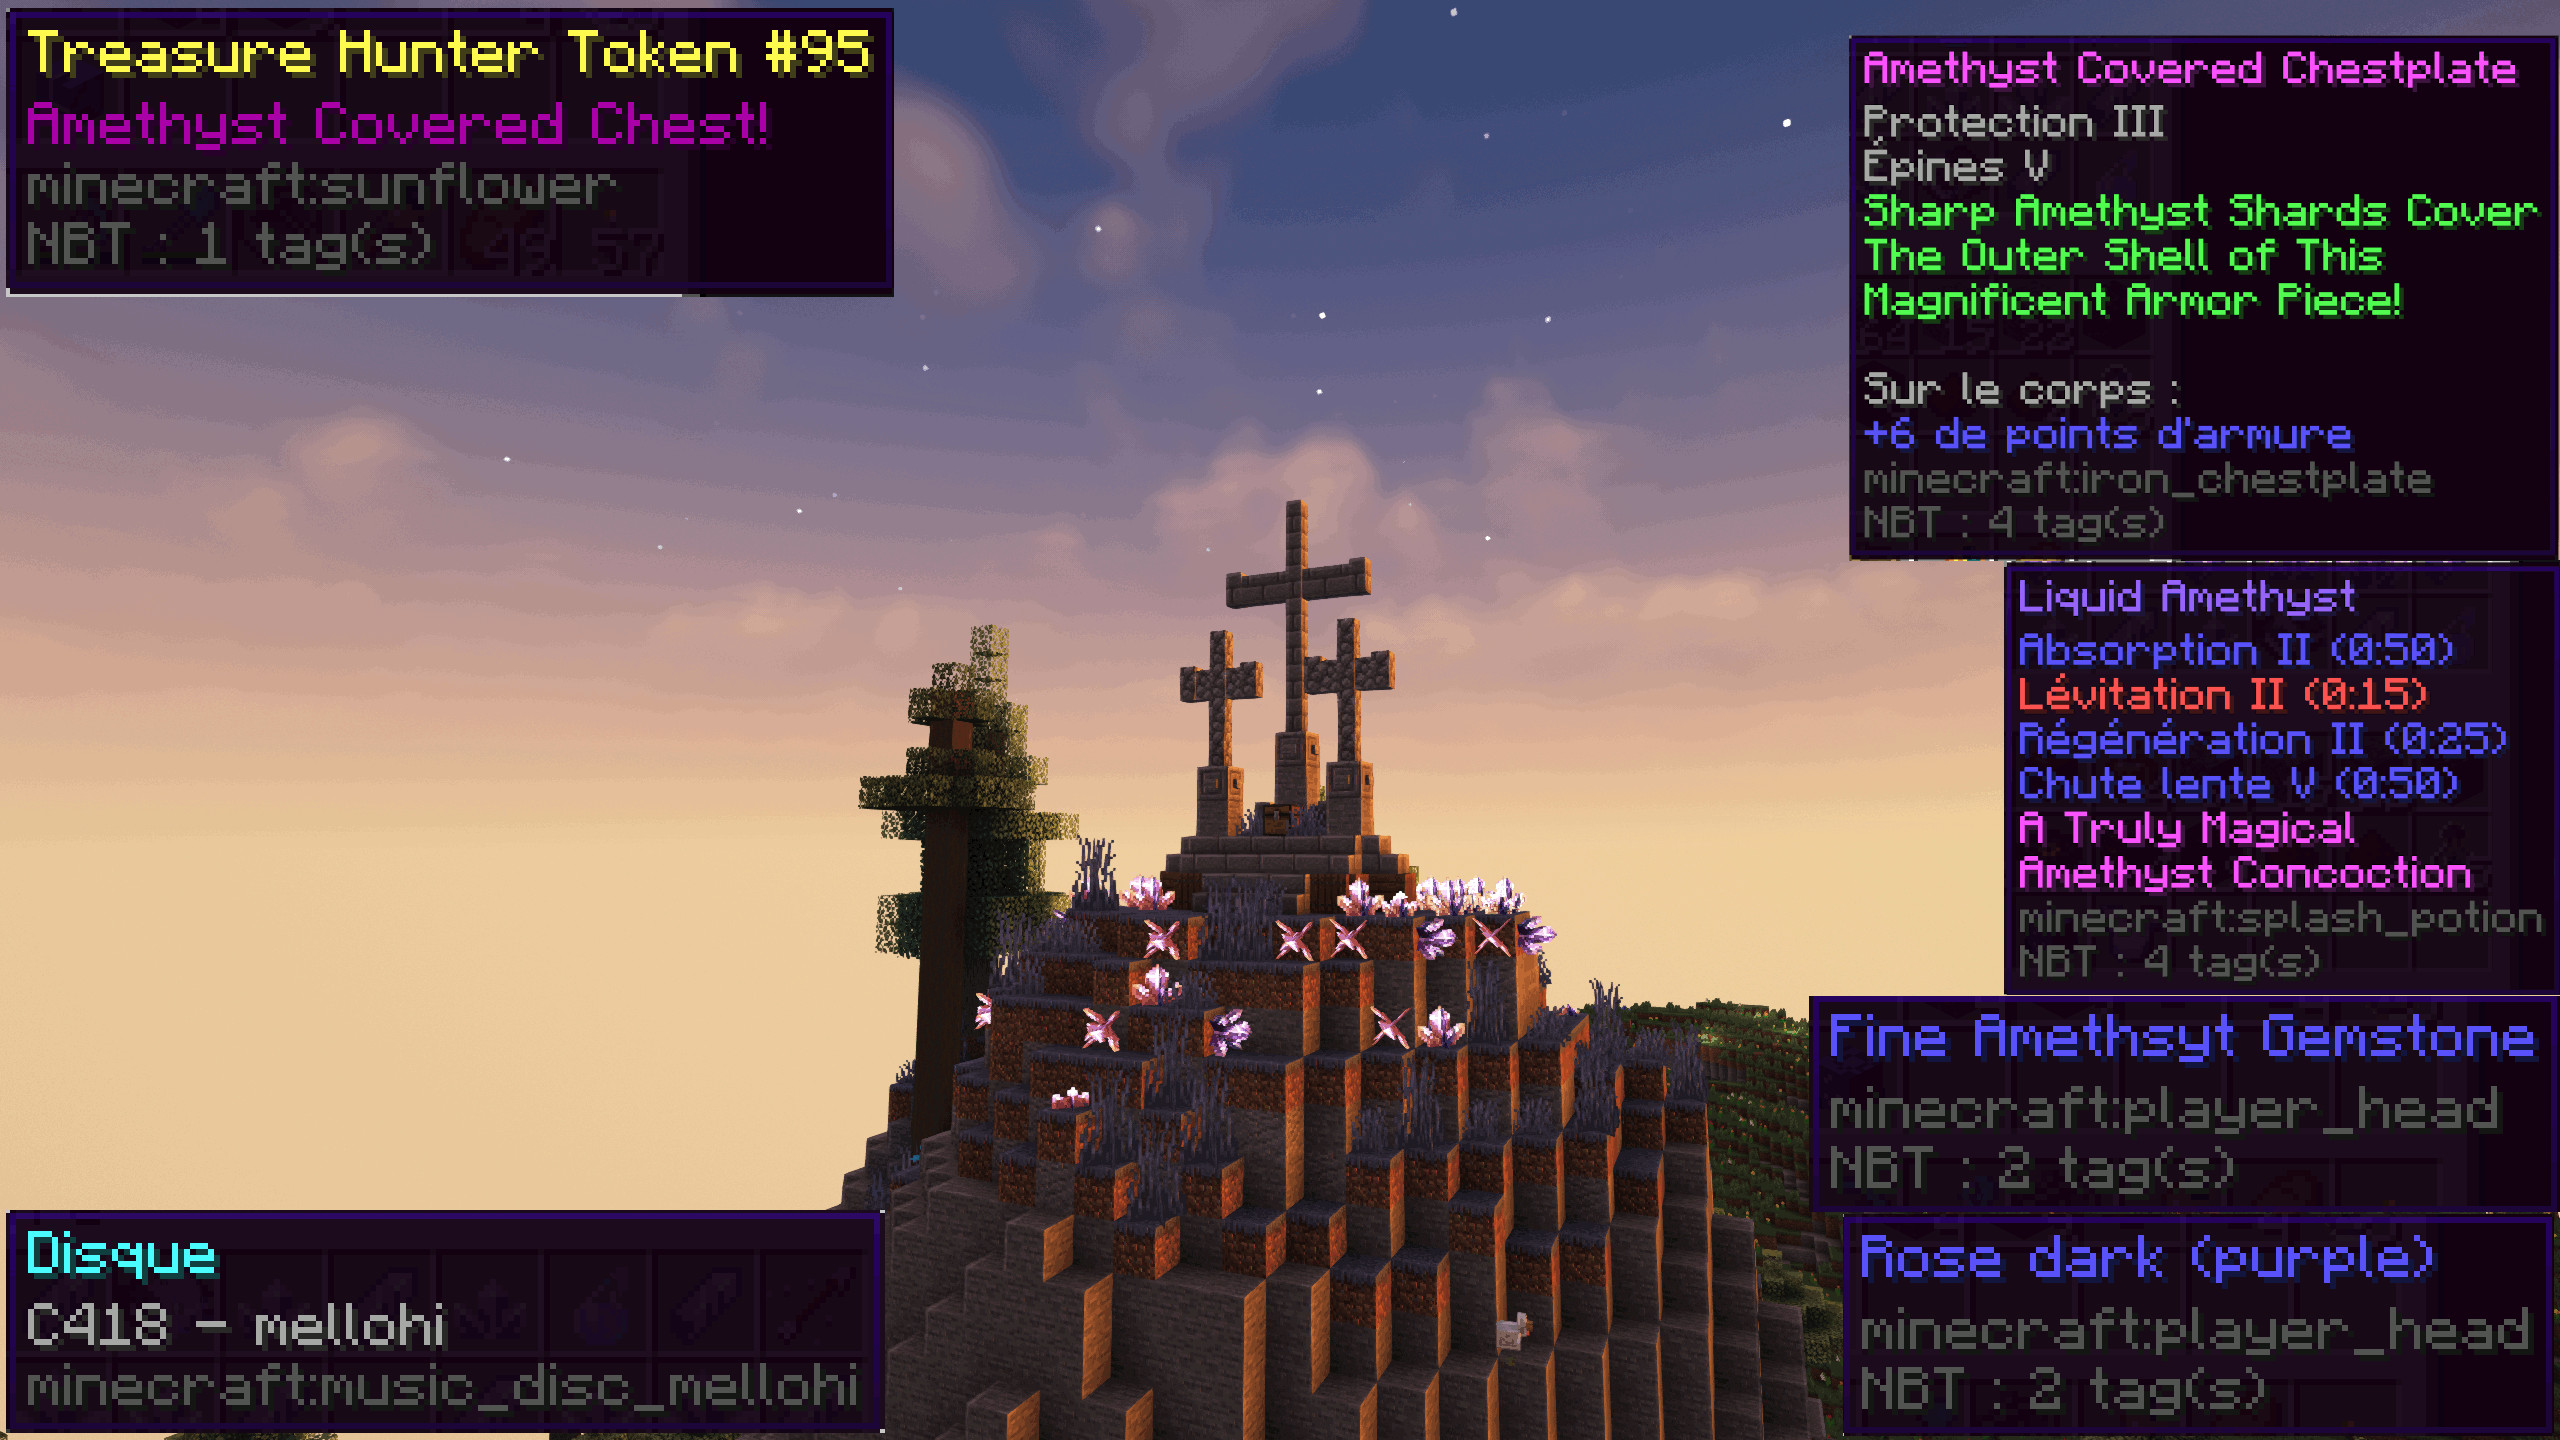 Treasure Hunter Token #95
Amethyst Covered Chest!
minecraft:sunflower
NBT : 1 tag(s)
Amethyst Covered Chestplate
Protection III
Épines V
Sharp Amethyst Shards Cover
The Outer Shell of This
Magnificent Armor Piece!
Sur le corps :
+6 de points d'armure
minecraft:iron_chestplate
NBT : 4 tag(s)
Liquid Amethyst
Absorption II (0:50)
Lévitation II (0:15)
Régénération II (0:25)
Chute lente V (0:50)
A Truly Magical
Amethyst Concoction
minecraft:splash_potion
NBT : 4 tag(s)
Fine Amethsyt Gemstone
minecraft:player_head
NBT : 2 tag(s)
Rose dark (purple)
minecraft:player_head
NBT : 2 tag(s)
Disque
C418 - mellohi
minecraft:music_disc_mellohi